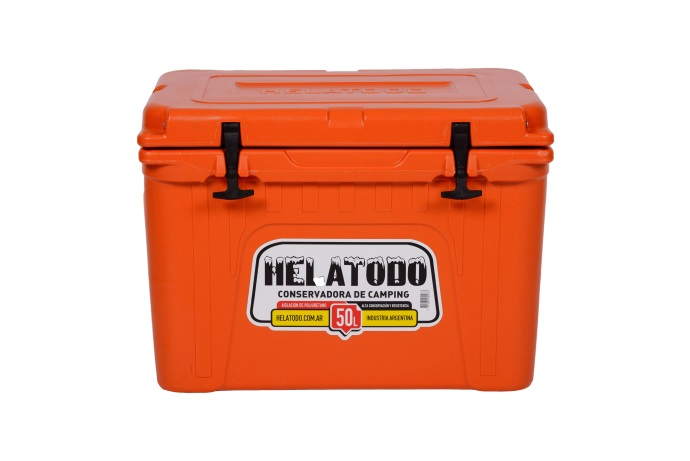 HELATODO
HELATODO
CONSERVADORA DE CAMPING
AISLACIÓN DE POLIURETANO
ALTA CONSERVACIÓN Y RESISTENCIA
50L
HELATODO.COM.AR
INDUSTRIA ARGENTINA